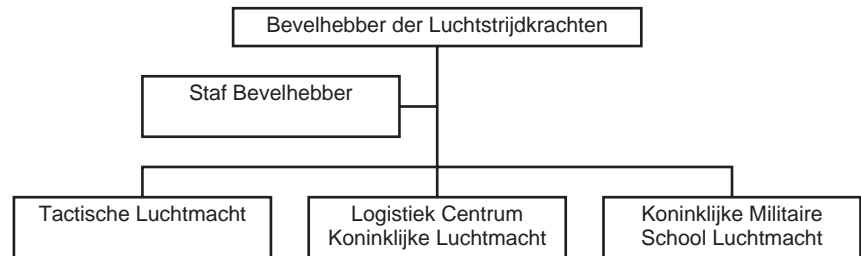 Bevelhebber der Luchtstrijdkrachten
Staf Bevelhebber
Tactische Luchtmacht
Logistiek Centrum
Koninklijke Luchtmacht
Koninklijke Militaire
School Luchtmacht